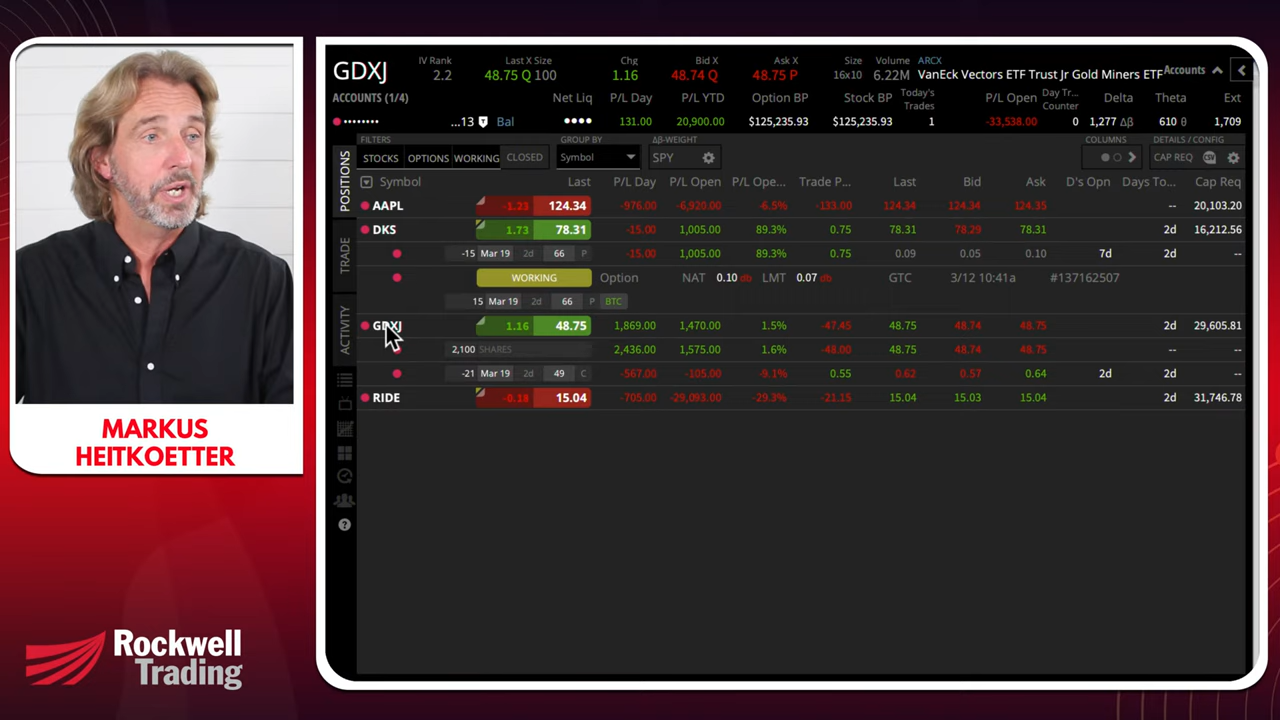 GDXJ
IV Rank Last X Size Chg Bid X Ask X Size Volume ARCX
2.2 48.75 Q 100 1.16 48.74 Q 48.75 P 16x10 6.22M VanEck Vectors ETF Trust Jr Gold Miners ETF Accounts
ACCOUNTS (1/4) Net Liq P/L Day P/L YTD Option BP Stock BP Today's Trades P/L Open Day Tr... Counter Delta Theta Ext
...13 Bal 131.00 20,900.00 $125,235.93 $125,235.93 1 -33,538.00 0 1,277 Δβ 610 θ 1,709
FILTERS GROUP BY Δβ-WEIGHT COLUMNS DETAILS / CONFIG
STOCKS OPTIONS WORKING CLOSED Symbol SPY CAP REQ CSV
Symbol Last P/L Day P/L Open P/L Ope... Trade P... Last Bid Ask D's Opn Days To... Cap Req
AAPL -1.23 124.34 -976.00 -6,920.00 -6.5% -133.00 124.34 124.34 124.35 -- 20,103.20
DKS 1.73 78.31 -15.00 1,005.00 89.3% 0.75 78.31 78.29 78.31 2d 16,212.56
-15 Mar 19 2d 66 P -15.00 1,005.00 89.3% 0.75 0.09 0.05 0.10 7d 2d --
WORKING Option NAT 0.10 db LMT 0.07 db GTC 3/12 10:41a #137162507
15 Mar 19 2d 66 P BTC
GDXJ 1.16 48.75 1,869.00 1,470.00 1.5% -47.45 48.75 48.74 48.75 2d 29,605.81
2,100 SHARES 2,436.00 1,575.00 1.6% -48.00 48.75 48.74 48.75 -- --
-21 Mar 19 2d 49 C -567.00 -105.00 -9.1% 0.55 0.62 0.57 0.64 2d 2d --
RIDE -0.18 15.04 -705.00 -29,093.00 -29.3% -21.15 15.04 15.03 15.04 2d 31,746.78
POSITIONS
TRADE
ACTIVITY
MARKUS
HEITKOETTER
Rockwell
Trading